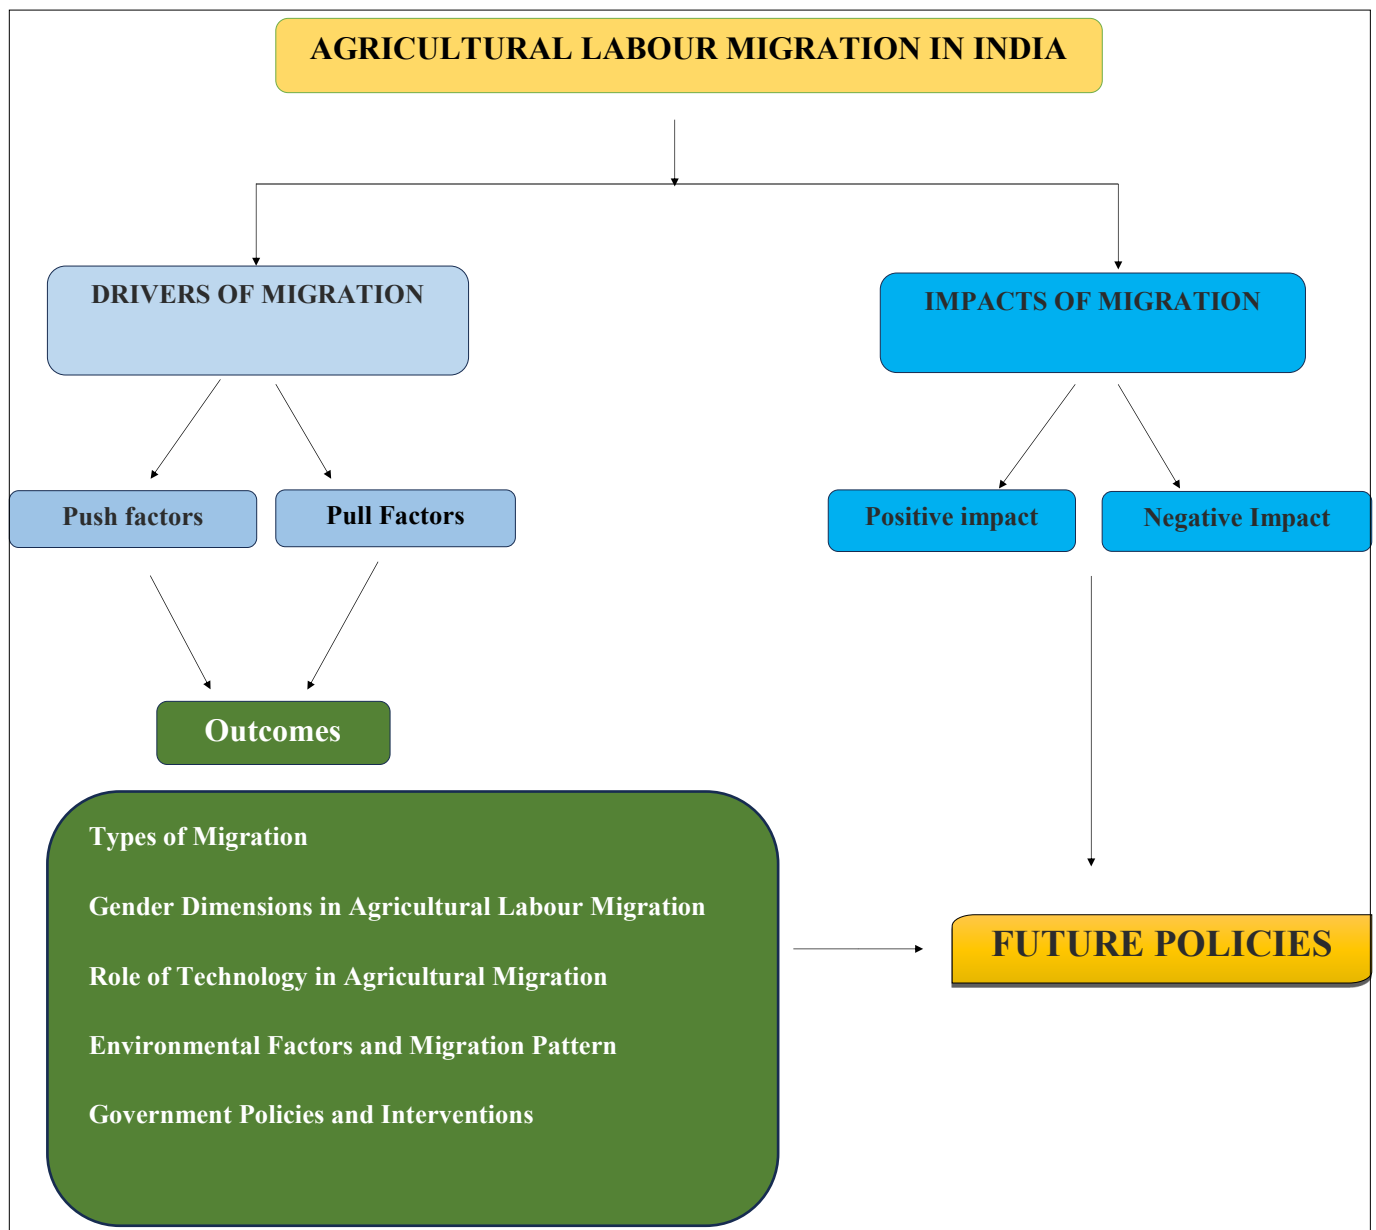 AGRICULTURAL LABOUR MIGRATION IN INDIA
DRIVERS OF MIGRATION
IMPACTS OF MIGRATION
Push factors
Pull Factors
Positive impact
Negative Impact
Outcomes
Types of Migration
Gender Dimensions in Agricultural Labour Migration
Role of Technology in Agricultural Migration
Environmental Factors and Migration Pattern
Government Policies and Interventions
FUTURE POLICIES